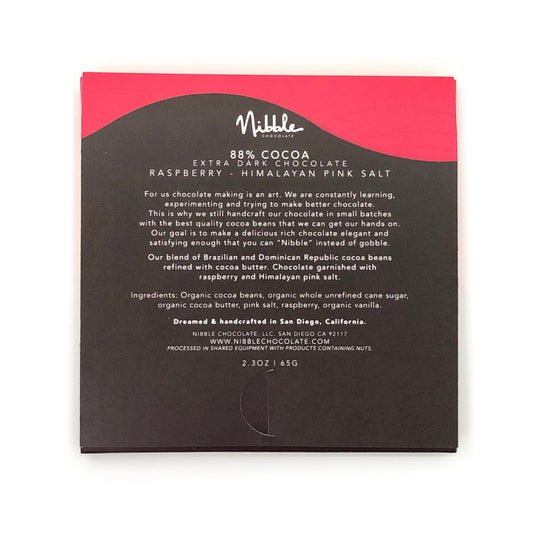 Nibble
CHOCOLATE
88% COCOA
EXTRA DARK CHOCOLATE
RASPBERRY - HIMALAYAN PINK SALT
For us chocolate making is an art. We are constantly learning,
experimenting and trying to make better chocolate.
This is why we still handcraft our chocolate in small batches
with the best quality cocoa beans that we can get our hands on.
Our goal is to make a delicious rich chocolate elegant and
satisfying enough that you can "Nibble" instead of gobble.
Our blend of Brazilian and Dominican Republic cocoa beans
refined with cocoa butter. Chocolate garnished with
raspberry and Himalayan pink salt.
Ingredients: Organic cocoa beans, organic whole unrefined cane sugar,
organic cocoa butter, pink salt, raspberry, organic vanilla.
Dreamed & handcrafted in San Diego, California.
NIBBLE CHOCOLATE, LLC. SAN DIEGO CA 92117
WWW.NIBBLECHOCOLATE.COM
PROCESSED IN SHARED EQUIPMENT WITH PRODUCTS CONTAINING NUTS.
2.3OZ | 65G